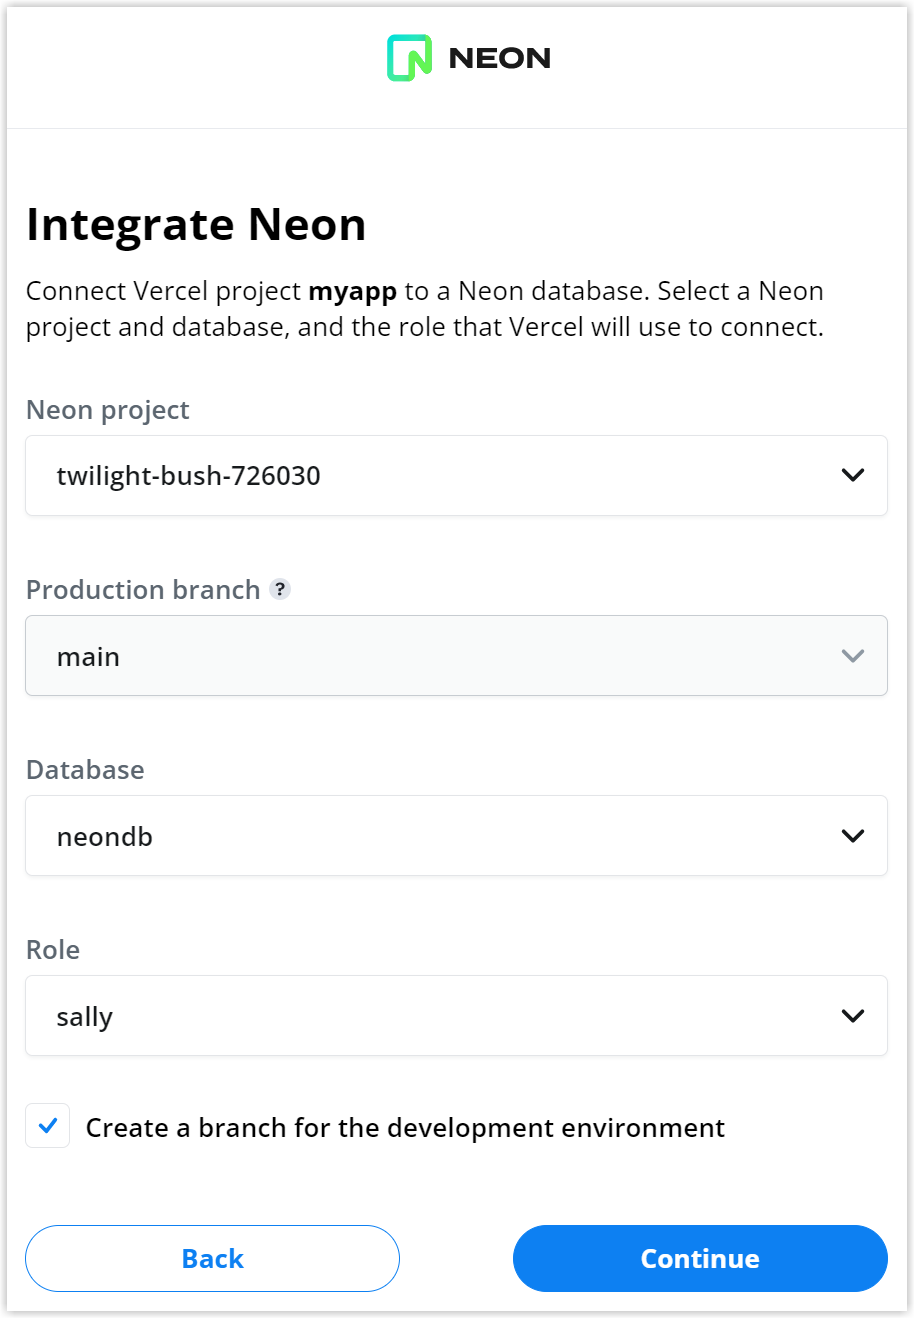 NEON
Integrate Neon
Connect Vercel project myapp to a Neon database. Select a Neon
project and database, and the role that Vercel will use to connect.
Neon project
twilight-bush-726030
Production branch ?
main
Database
neondb
Role
sally
Create a branch for the development environment
Back
Continue